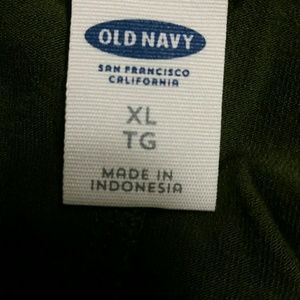 OLD NAVY
SAN FRANCISCO
CALIFORNIA
XL
TG
MADE IN
INDONESIA